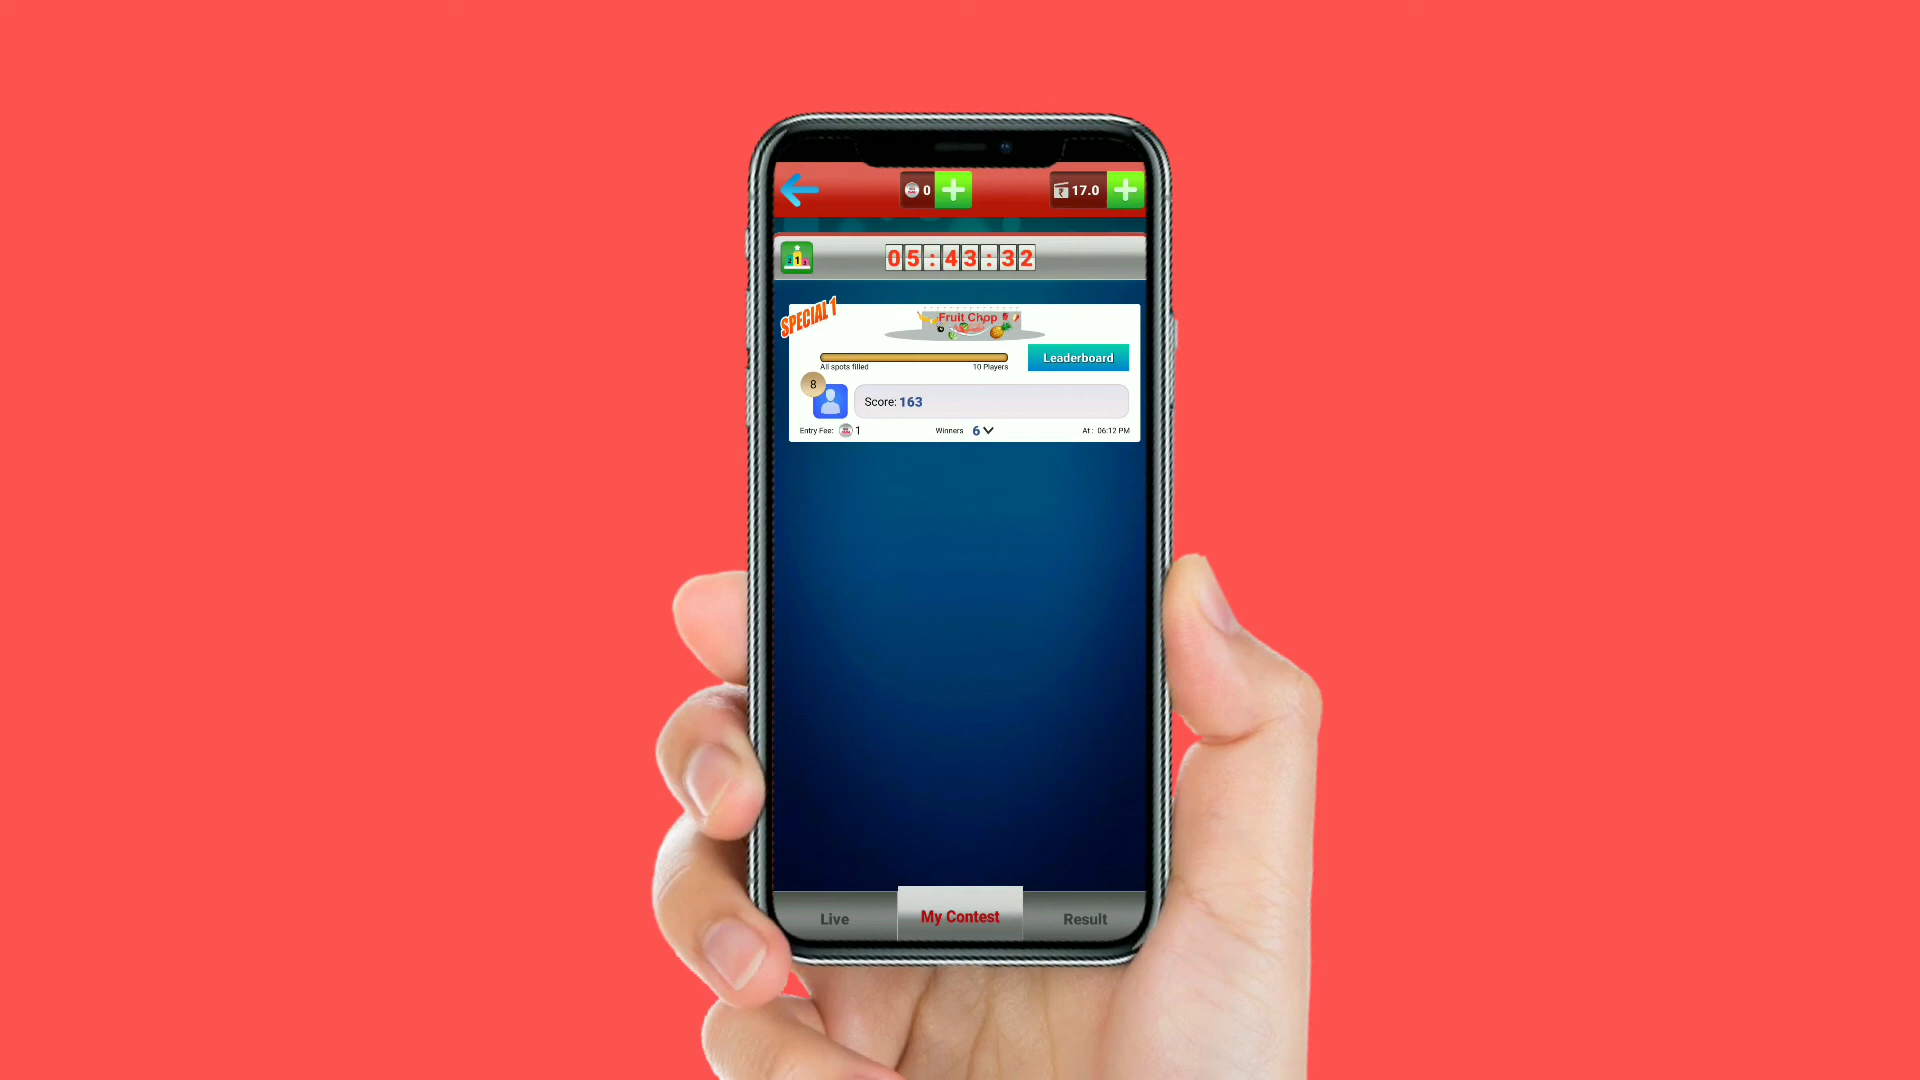 0
17.0
05:43:32
SPECIAL 1
Fruit Chop
Leaderboard
All spots filled
10 Players
8
Score: 163
Entry Fee: 1
Winners 6
At : 06:12 PM
Live
My Contest
Result